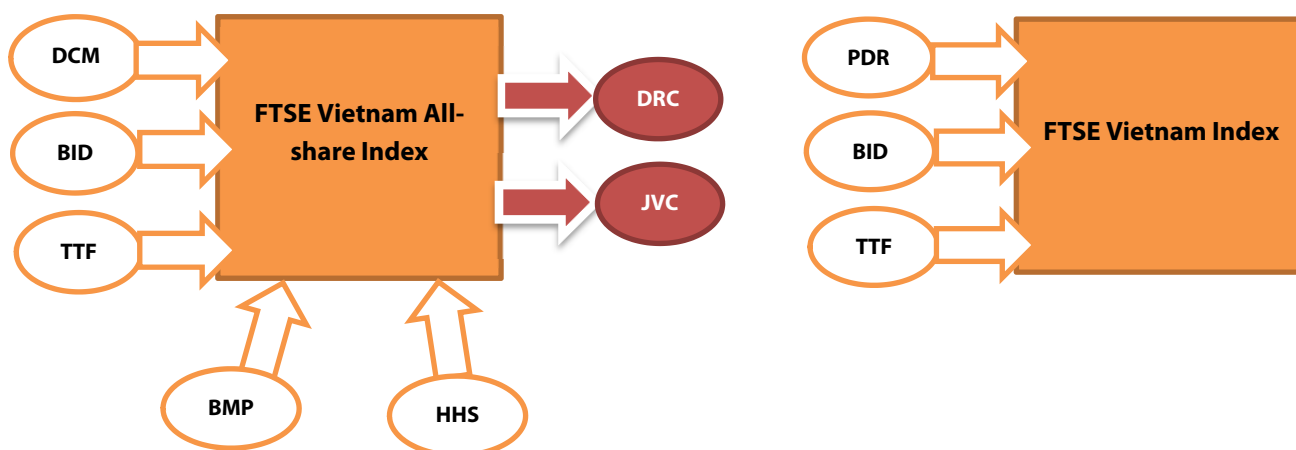 DCM
BID
TTF
FTSE Vietnam All-
share Index
DRC
JVC
BMP
HHS
PDR
BID
TTF
FTSE Vietnam Index